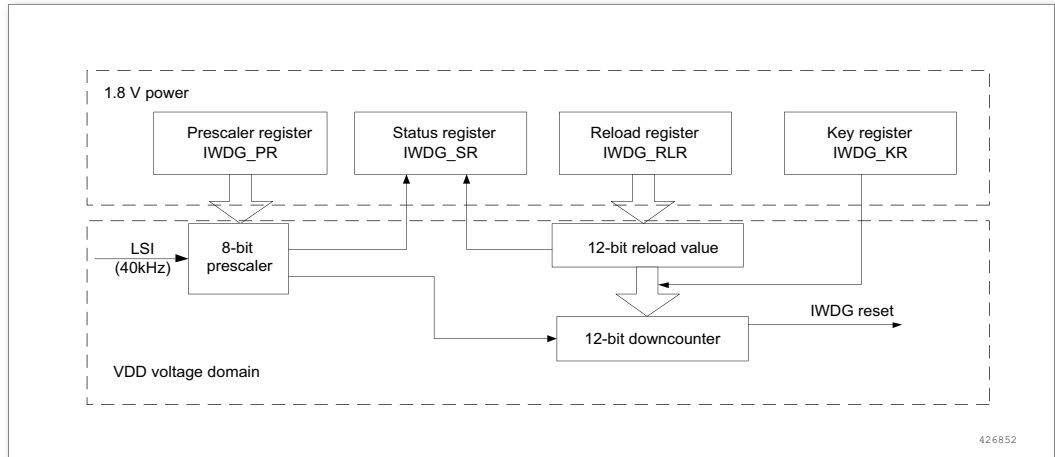 1.8 V power
Prescaler register
IWDG_PR
Status register
IWDG_SR
Reload register
IWDG_RLR
Key register
IWDG_KR
LSI
(40kHz)
8-bit
prescaler
12-bit reload value
IWDG reset
12-bit downcounter
VDD voltage domain
426852